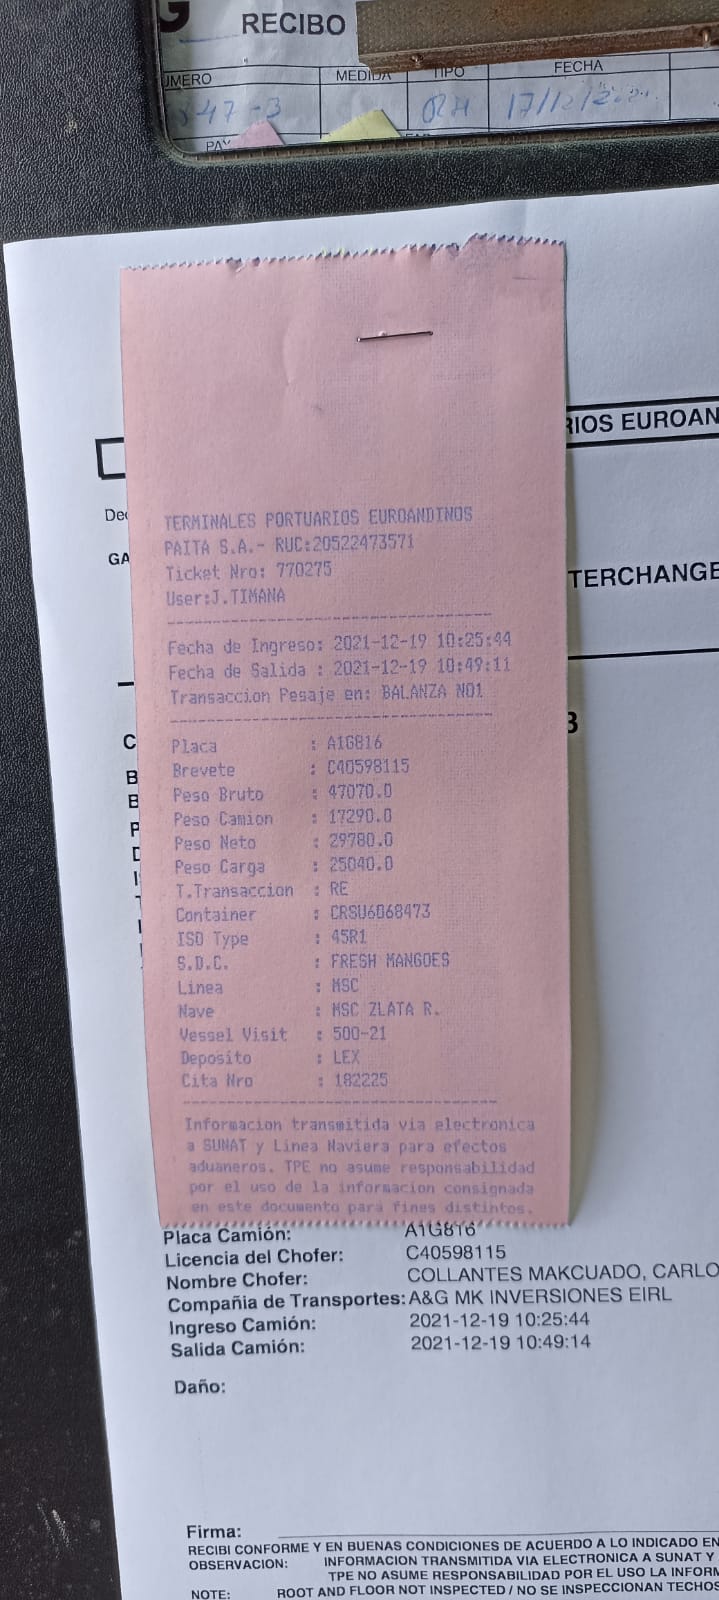 RECIBO
MEDIDA TIPO FECHA
47-3 RH 17/12/
TERMINALES PORTUARIOS EUROANDINOS
PAITA S.A.- RUC:20522473571
Ticket Nro: 770275
User:J.TIMANA
Fecha de Ingreso: 2021-12-19 10:25:44
Fecha de Salida : 2021-12-19 10:49:11
Transaccion Pesaje en: BALANZA NO1
Placa : A1G816
Brevete : C40598115
Peso Bruto : 47070.0
Peso Camion : 17290.0
Peso Neto : 29780.0
Peso Carga : 25040.0
T.Transaccion : RE
Container : CRSU6068473
ISO Type : 45R1
S.D.C. : FRESH MANGOES
Linea : MSC
Nave : MSC ZLATA R.
Vessel Visit : 500-21
Deposito : LEX
Cita Nro : 182225
Informacion transmitida via electronica
a SUNAT y Linea Naviera para efectos
aduaneros. TPE no asume responsabilidad
por el uso de la informacion consignada
en este documento para fines distintos.
RIOS EUROAN
TERCHANGE
Placa Camión: A1G816
Licencia del Chofer: C40598115
Nombre Chofer: COLLANTES MAKCUADO, CARLO
Compañia de Transportes: A&G MK INVERSIONES EIRL
Ingreso Camión: 2021-12-19 10:25:44
Salida Camión: 2021-12-19 10:49:14
Daño:
Firma:
RECIBI CONFORME Y EN BUENAS CONDICIONES DE ACUERDO A LO INDICADO EN
OBSERVACION: INFORMACION TRANSMITIDA VIA ELECTRONICA A SUNAT Y
TPE NO ASUME RESPONSABILIDAD POR EL USO LA INFORM
NOTE: ROOT AND FLOOR NOT INSPECTED / NO SE INSPECCIONAN TECHOS